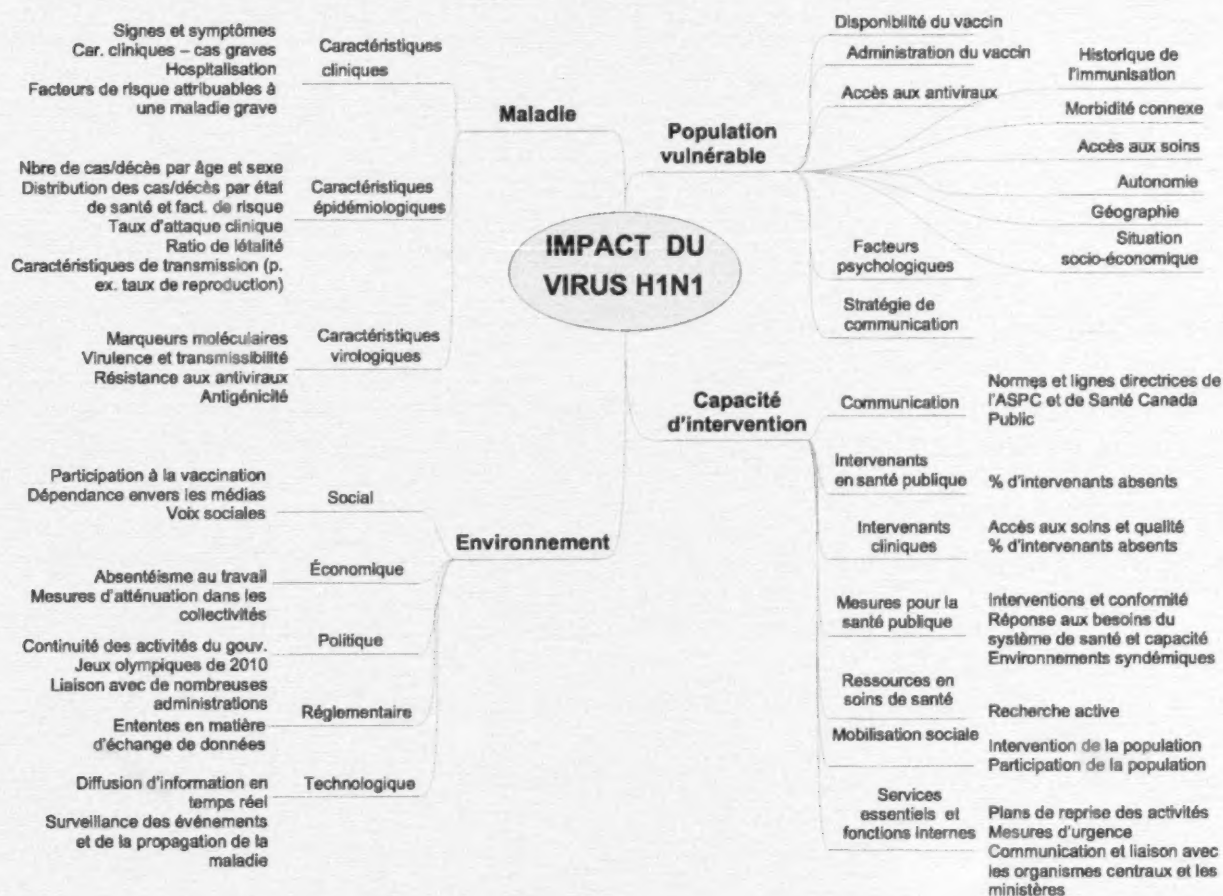 IMPACT DU
VIRUS H1N1
Maladie
Caractéristiques
cliniques
Signes et symptômes
Car. cliniques – cas graves
Hospitalisation
Facteurs de risque attribuables à
une maladie grave
Caractéristiques
épidémiologiques
Nbre de cas/décès par âge et sexe
Distribution des cas/décès par état
de santé et fact. de risque
Taux d'attaque clinique
Ratio de létalité
Caractéristiques de transmission (p.
ex. taux de reproduction)
Caractéristiques
virologiques
Marqueurs moléculaires
Virulence et transmissibilité
Résistance aux antiviraux
Antigénicité
Environnement
Social
Participation à la vaccination
Dépendance envers les médias
Voix sociales
Économique
Absentéisme au travail
Mesures d'atténuation dans les
collectivités
Politique
Continuité des activités du gouv.
Jeux olympiques de 2010
Liaison avec de nombreuses
administrations
Réglementaire
Ententes en matière
d'échange de données
Technologique
Diffusion d'information en
temps réel
Surveillance des événements
et de la propagation de la
maladie
Population
vulnérable
Disponibilité du vaccin
Administration du vaccin
Accès aux antiviraux
Historique de
l'immunisation
Morbidité connexe
Accès aux soins
Autonomie
Géographie
Situation
socio-économique
Facteurs
psychologiques
Stratégie de
communication
Capacité
d'intervention
Communication
Normes et lignes directrices de
l'ASPC et de Santé Canada
Public
Intervenants
en santé publique
% d'intervenants absents
Intervenants
cliniques
Accès aux soins et qualité
% d'intervenants absents
Mesures pour la
santé publique
Interventions et conformité
Réponse aux besoins du
système de santé et capacité
Environnements syndémiques
Ressources en
soins de santé
Recherche active
Mobilisation sociale
Intervention de la population
Participation de la population
Services
essentiels et
fonctions internes
Plans de reprise des activités
Mesures d'urgence
Communication et liaison avec
les organismes centraux et les
ministères